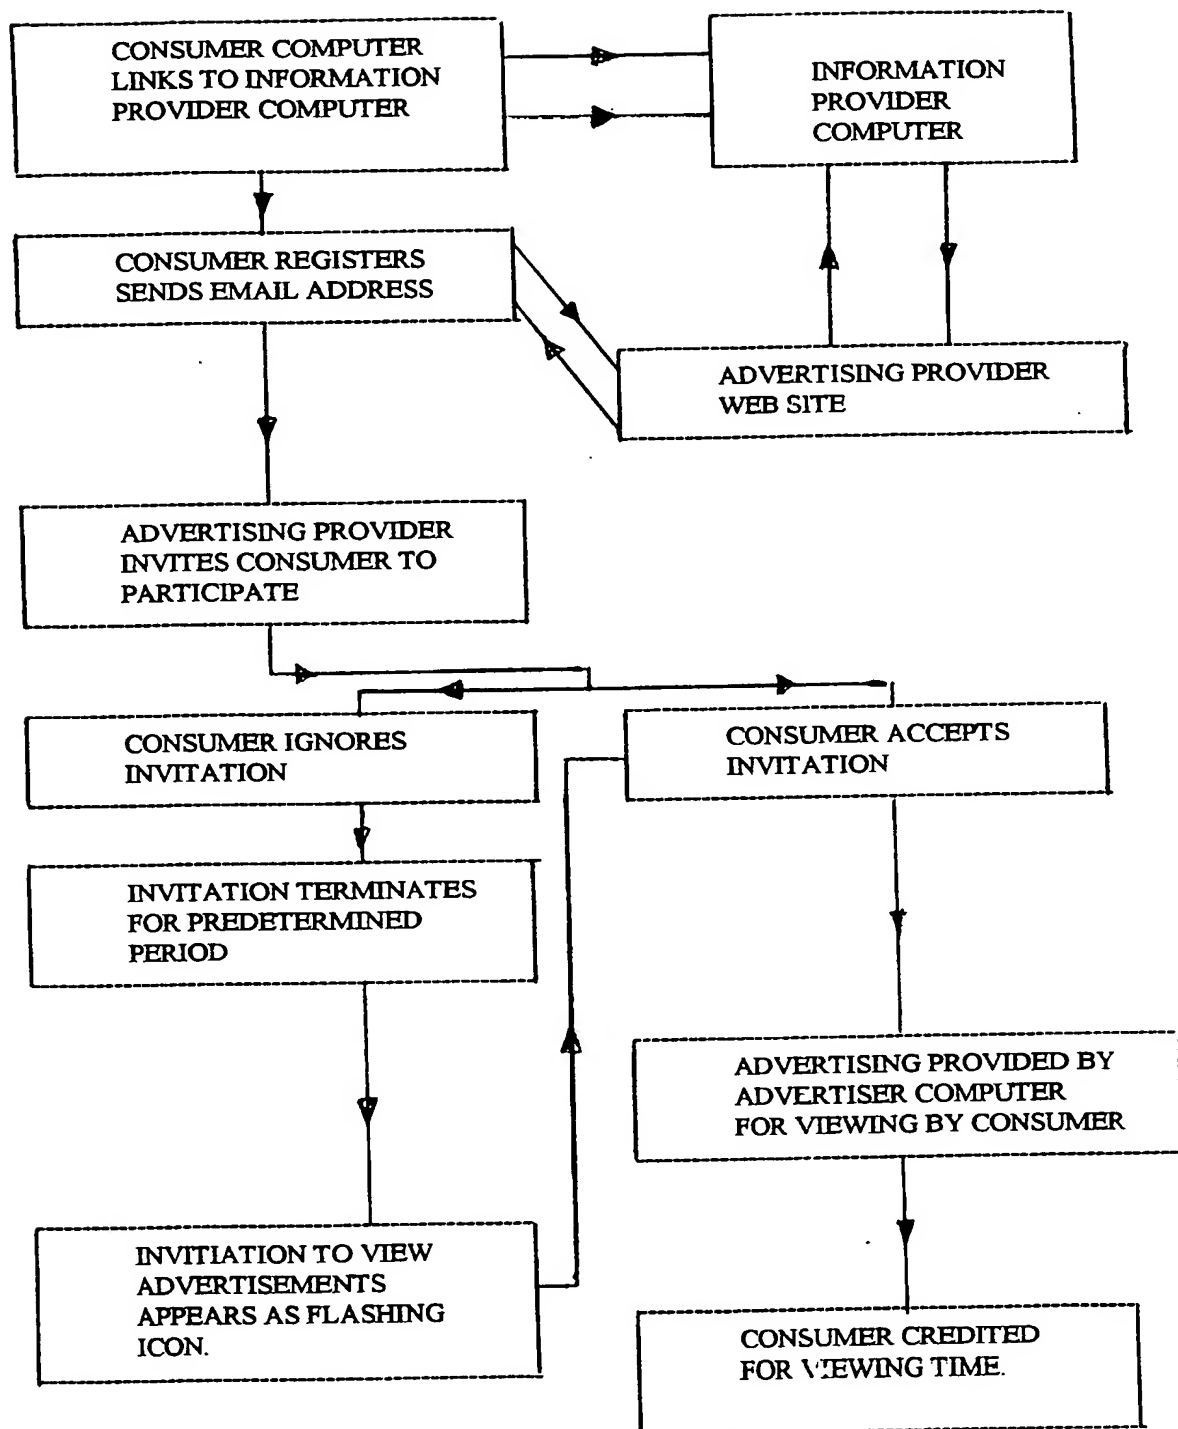 CONSUMER COMPUTER
LINKS TO INFORMATION
PROVIDER COMPUTER
INFORMATION
PROVIDER
COMPUTER
CONSUMER REGISTERS
SENDS EMAIL ADDRESS
ADVERTISING PROVIDER
WEB SITE
ADVERTISING PROVIDER
INVITES CONSUMER TO
PARTICIPATE
CONSUMER IGNORES
INVITATION
CONSUMER ACCEPTS
INVITATION
INVITATION TERMINATES
FOR PREDETERMINED
PERIOD
ADVERTISING PROVIDED BY
ADVERTISER COMPUTER
FOR VIEWING BY CONSUMER
INVITIATION TO VIEW
ADVERTISEMENTS
APPEARS AS FLASHING
ICON.
CONSUMER CREDITED
FOR VIEWING TIME.